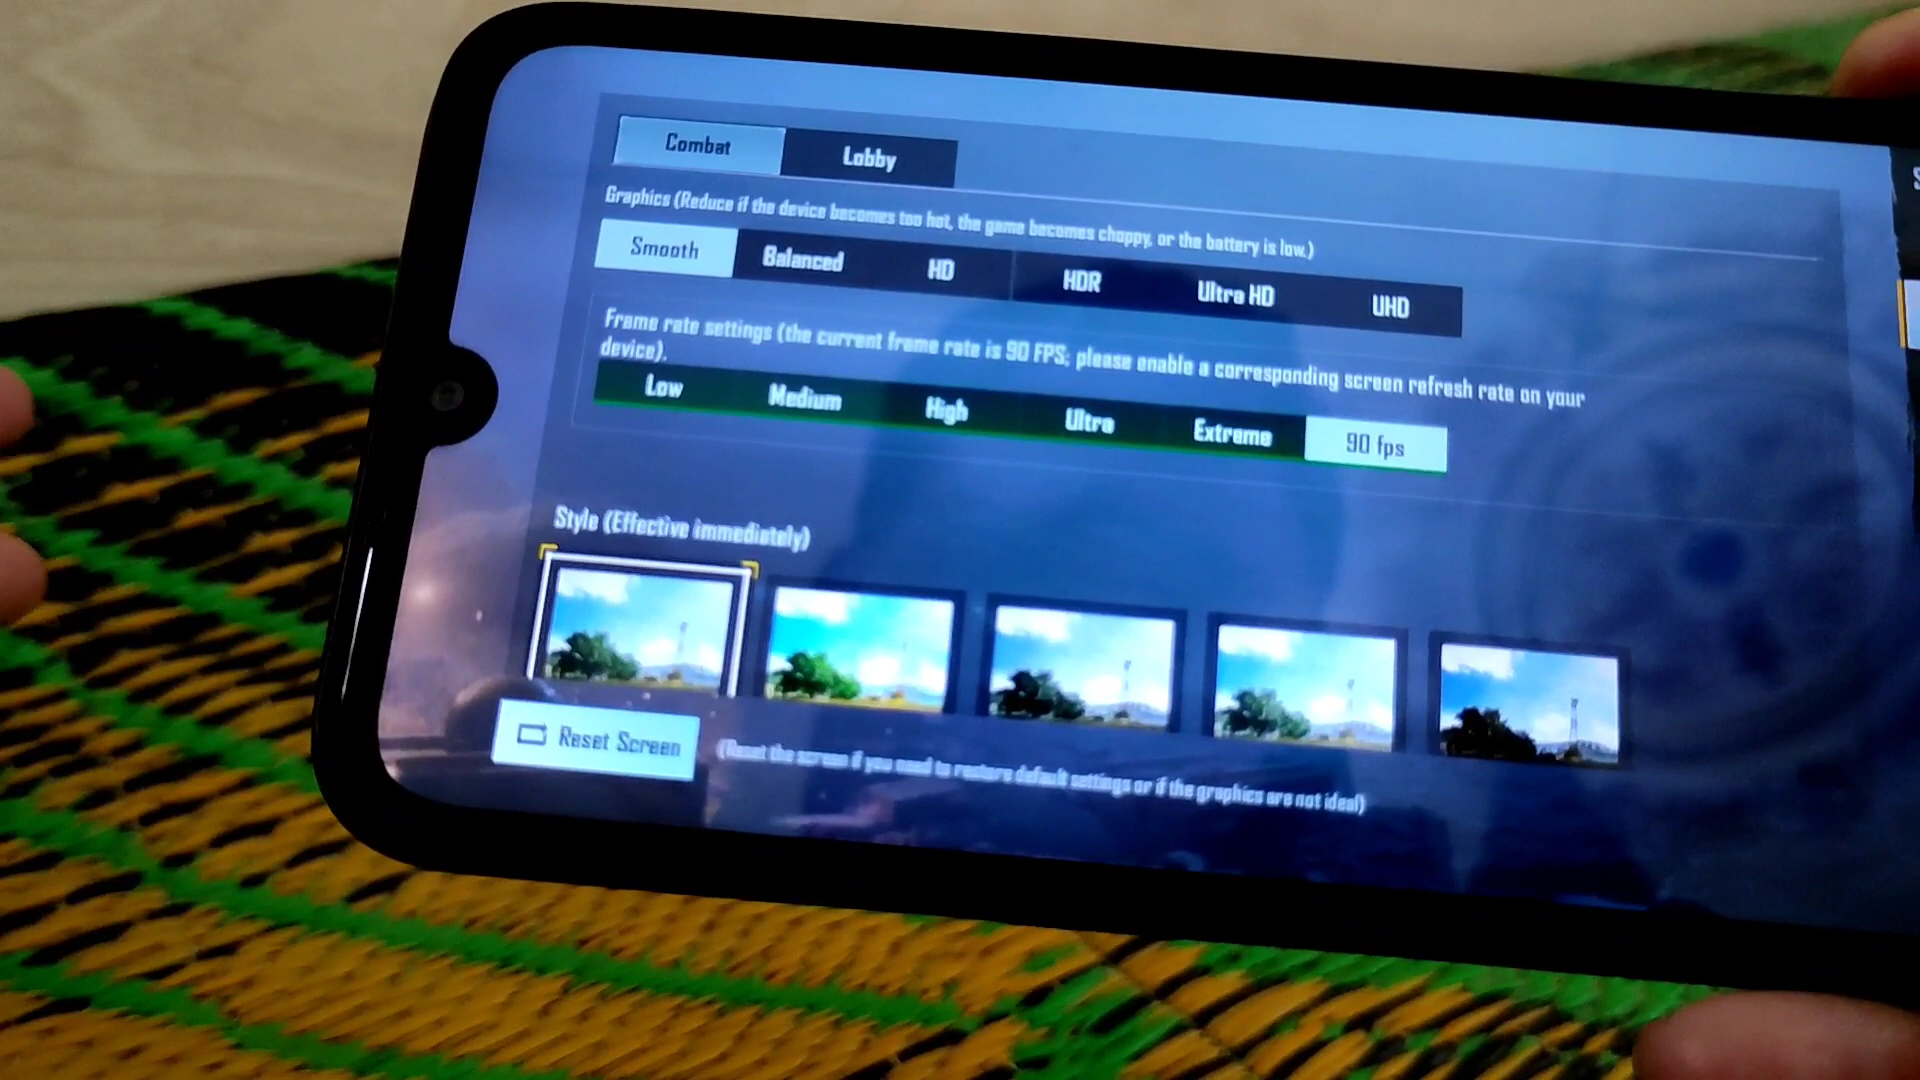 Combat Lobby
Graphics (Reduce if the device becomes too hot, the game becomes choppy, or the battery is low.)
Smooth Balanced HD HDR Ultra HD UHD
Frame rate settings (the current frame rate is 90 FPS; please enable a corresponding screen refresh rate on your
device).
Low Medium High Ultra Extreme 90 fps
Style (Effective immediately)
Reset Screen
(Reset the screen if you need to restore default settings or if the graphics are not ideal)